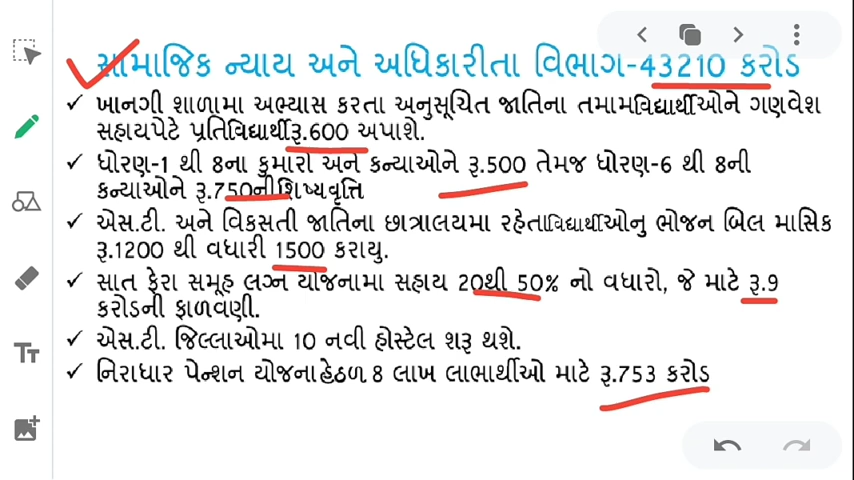 સામાજિક ન્યાય અને અધિકારીતા વિભાગ-43210 કરોડ
✓ ખાનગી શાળામા અભ્યાસ કરતા અનુસૂચિત જાતિના તમામ વિદ્યાર્થીઓને ગણવેશ
સહાયપેટે પ્રતિવિદ્યાર્થી રૂ.600 અપાશે.
✓ ધોરણ-1 થી 8ના કુમારો અને કન્યાઓને રૂ.500 તેમજ ધોરણ-6 થી 8ની
કન્યાઓને રૂ.750ની શિષ્યવૃત્તિ
✓ એસ.ટી. અને વિકસતી જાતિના છાત્રાલયમા રહેતા વિદ્યાર્થીઓનુ ભોજન બિલ માસિક
રૂ.1200 થી વધારી 1500 કરાયુ.
✓ સાત ફેરા સમૂહ લગ્ન યોજનામા સહાય 20થી 50% નો વધારો, જે માટે રૂ.9
કરોડની ફાળવણી.
✓ એસ.ટી. જિલ્લાઓમા 10 નવી હોસ્ટેલ શરૂ થશે.
✓ નિરાધાર પેન્શન યોજના હેઠળ 8 લાખ લાભાર્થીઓ માટે રૂ.753 કરોડ